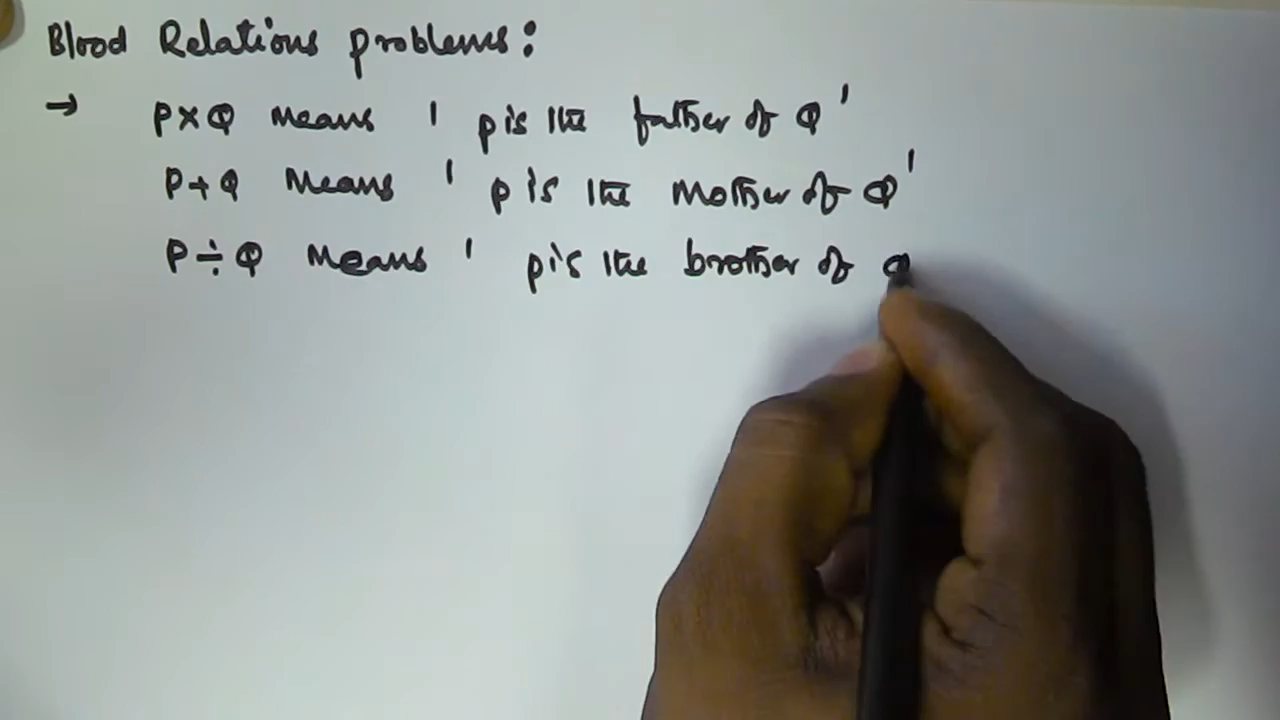 Blood Relations problems:
→ P×Q Means ' p is the father of Q'
P+Q Means ' p is the Mother of Q'
P÷Q Means ' p is the brother of Q